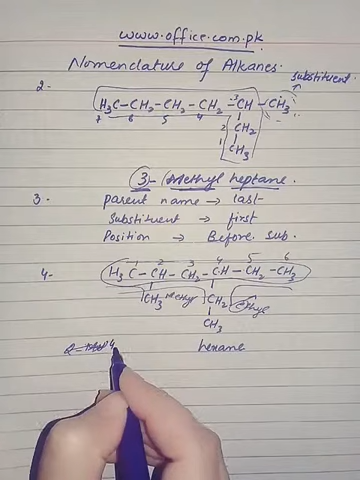 www.office.com.pk
Nomenclature of Alkanes.
substituent
2-
H₃C-CH₂-CH₂-CH₂-CH-CH₃
7 6 5 4 3
2 CH₂
1 CH₃
3-Methyl heptane.
3- parent name → last
Substituent → first
Position → Before sub.
4-
1 2 3 4 5 6
H₃C-CH-CH₂-CH-CH₂-CH₃
CH₃ Methyl CH₂ Ethyl
CH₃
hexane